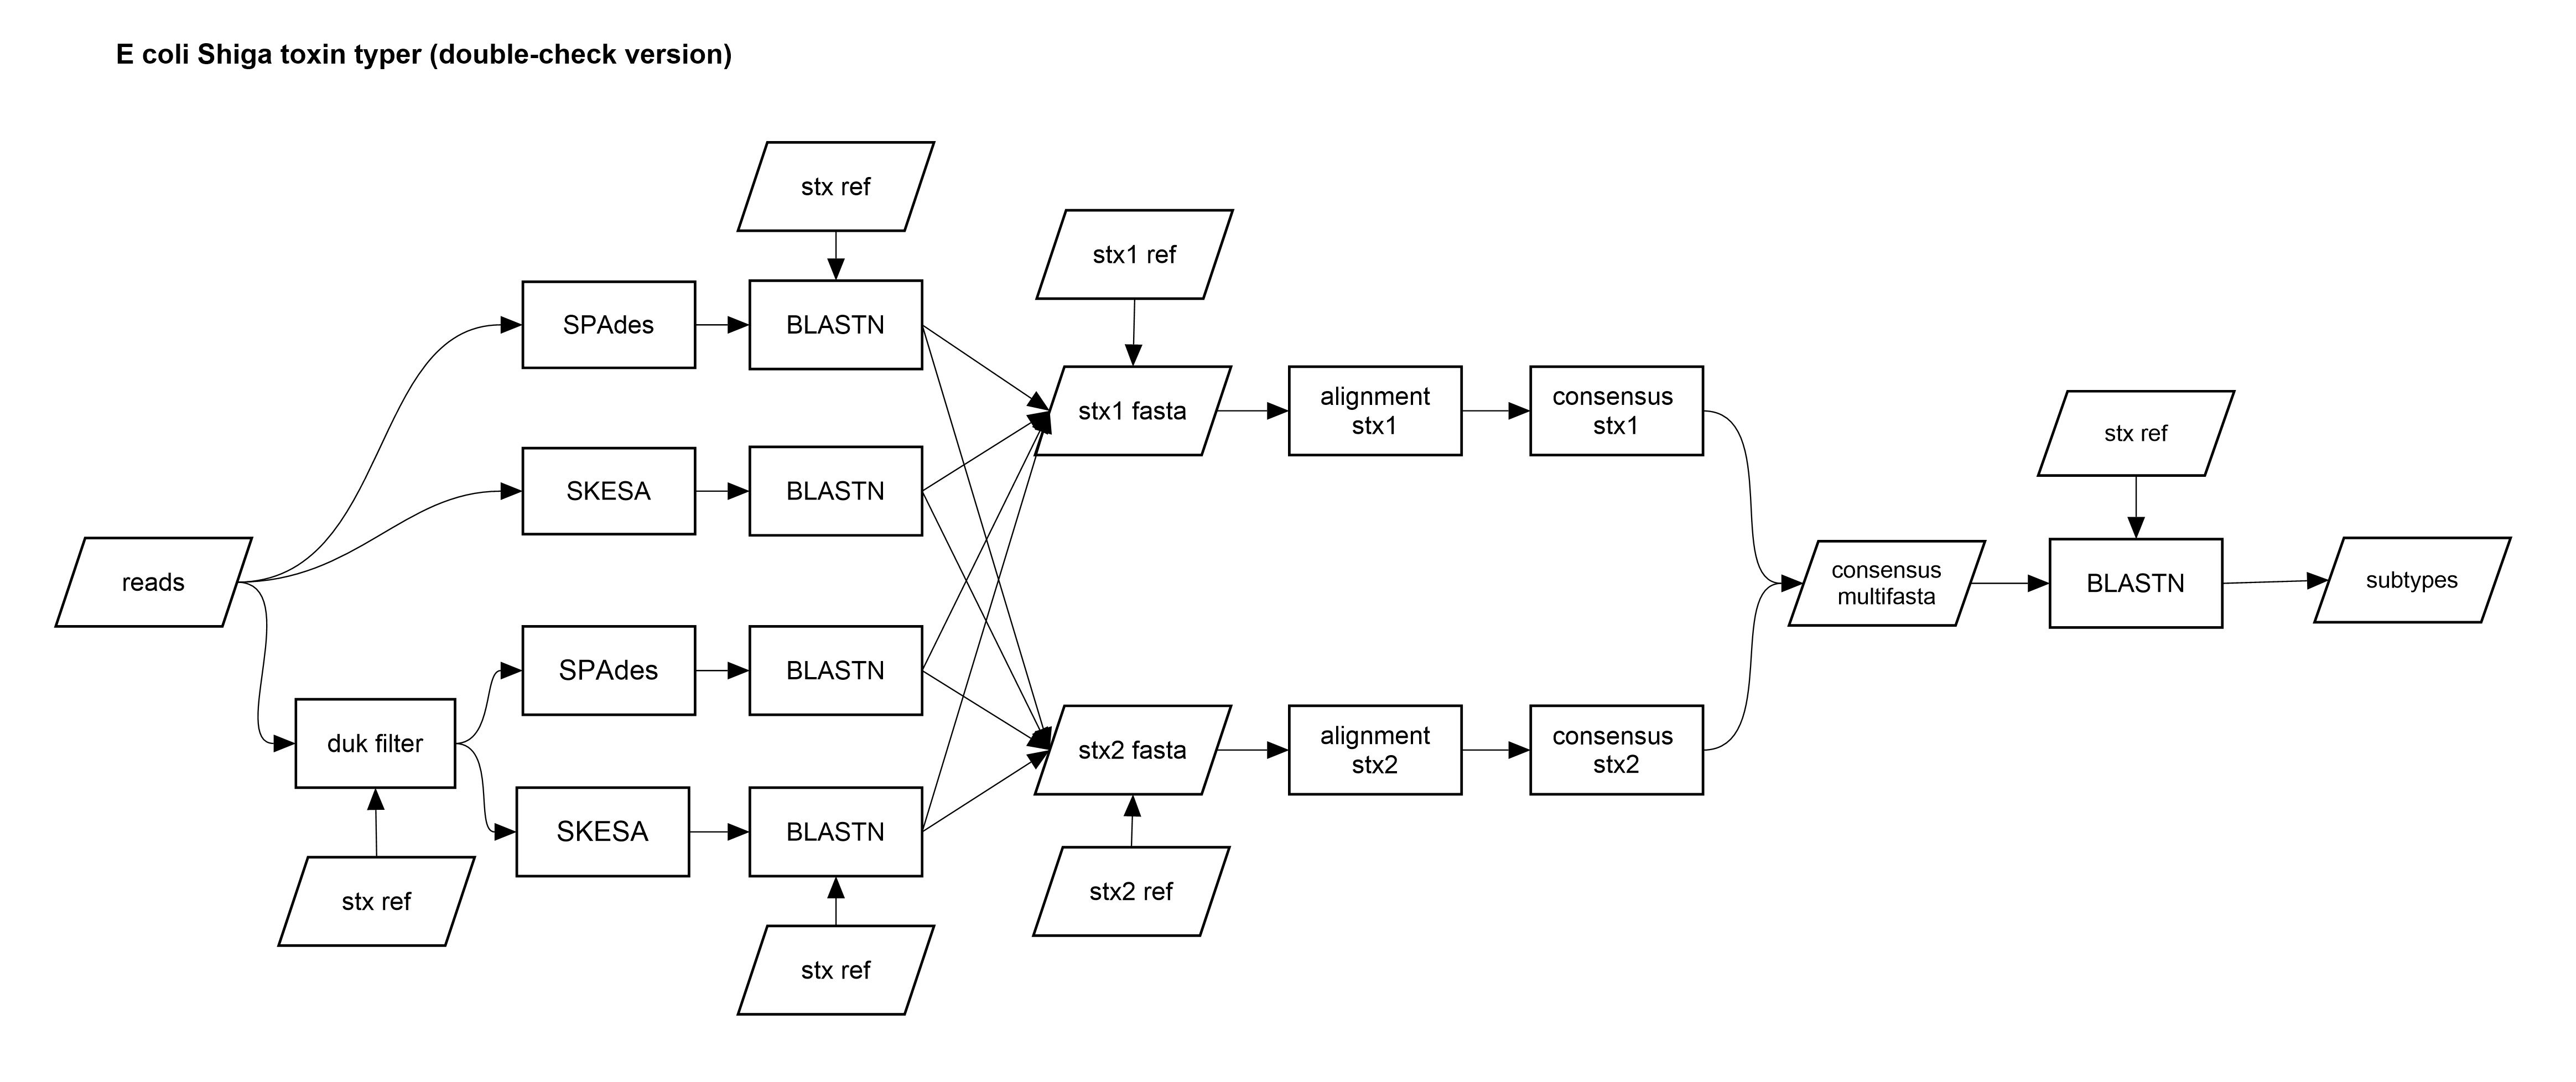 E coli Shiga toxin typer (double-check version)
stx ref
stx1 ref
SPAdes
BLASTN
stx1 fasta
alignment
stx1
consensus
stx1
stx ref
SKESA
BLASTN
reads
consensus
multifasta
BLASTN
subtypes
SPAdes
BLASTN
duk filter
stx2 fasta
alignment
stx2
consensus
stx2
SKESA
BLASTN
stx ref
stx2 ref
stx ref